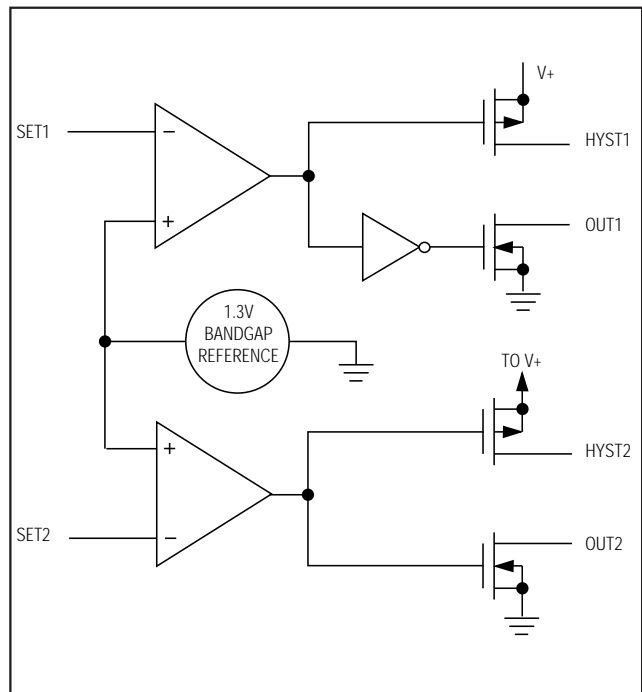 V+
SET1
−
HYST1
+
OUT1
1.3V
BANDGAP
REFERENCE
TO V+
+
HYST2
SET2
−
OUT2